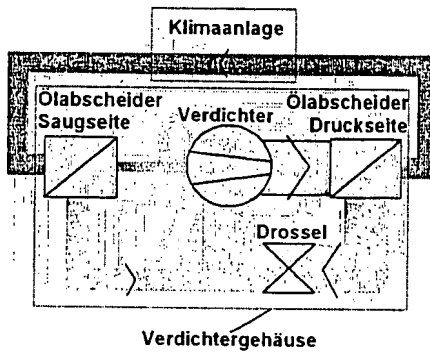 Klimaanlage
Ölabscheider
Saugseite
Verdichter
Ölabscheider
Druckseite
Drossel
Verdichtergehäuse